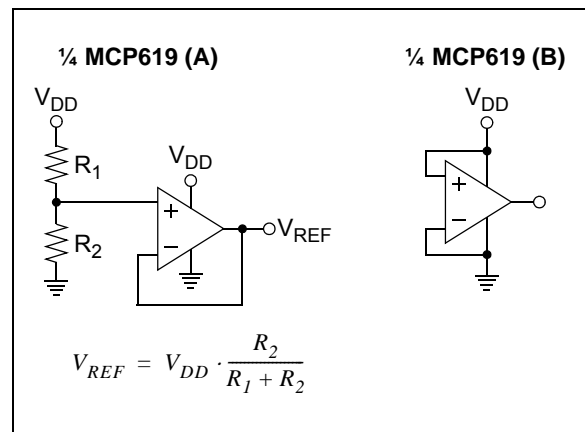 ¼ MCP619 (A)
¼ MCP619 (B)
V_DD
V_DD
R_1
V_DD
+
+
−
V_REF
−
R_2
V_REF = V_DD · R_2 / (R_1 + R_2)